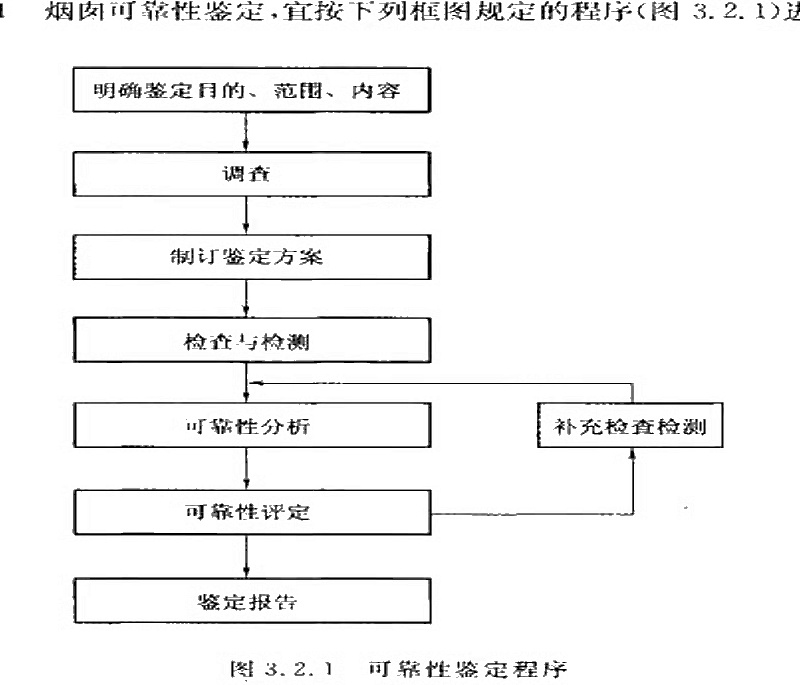 1 烟囱可靠性鉴定,宜按下列框图规定的程序(图 3.2.1)进
明确鉴定目的、范围、内容
调查
制订鉴定方案
检查与检测
可靠性分析
补充检查检测
可靠性评定
鉴定报告
图 3.2.1 可靠性鉴定程序